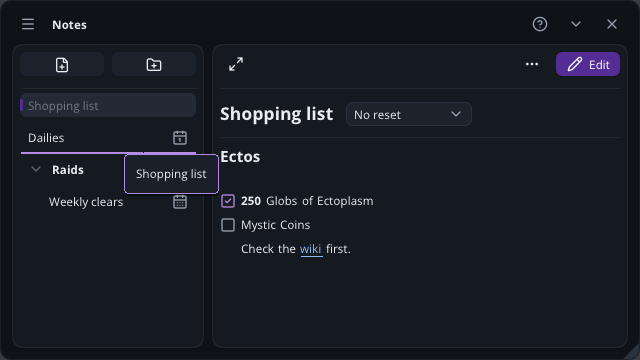 Notes
Edit
Shopping list
Dailies
Raids
Shopping list
Weekly clears
Shopping list
No reset
Ectos
250 Globs of Ectoplasm
Mystic Coins
Check the wiki first.